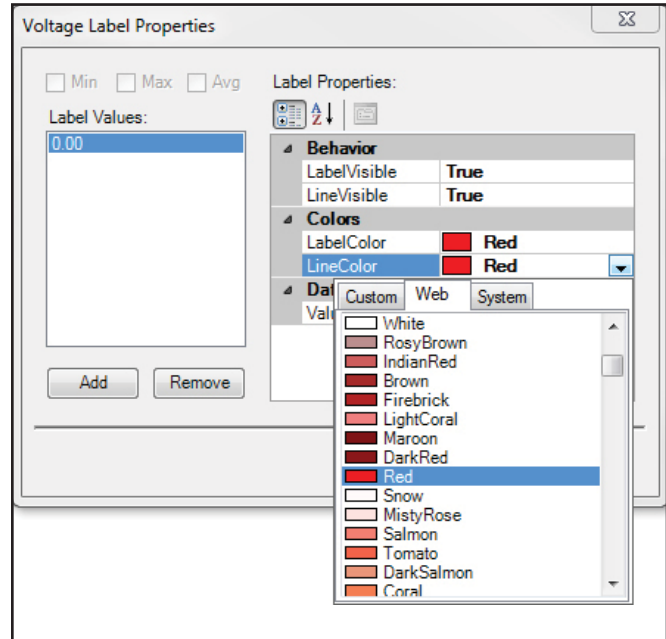 Voltage Label Properties
Min Max Avg
Label Values:
0.00
Add Remove
Label Properties:
A
Z
Behavior
LabelVisible True
LineVisible True
Colors
LabelColor Red
LineColor Red
Dat
Valu
Custom Web System
White
RosyBrown
IndianRed
Brown
Firebrick
LightCoral
Maroon
DarkRed
Red
Snow
MistyRose
Salmon
Tomato
DarkSalmon
Coral